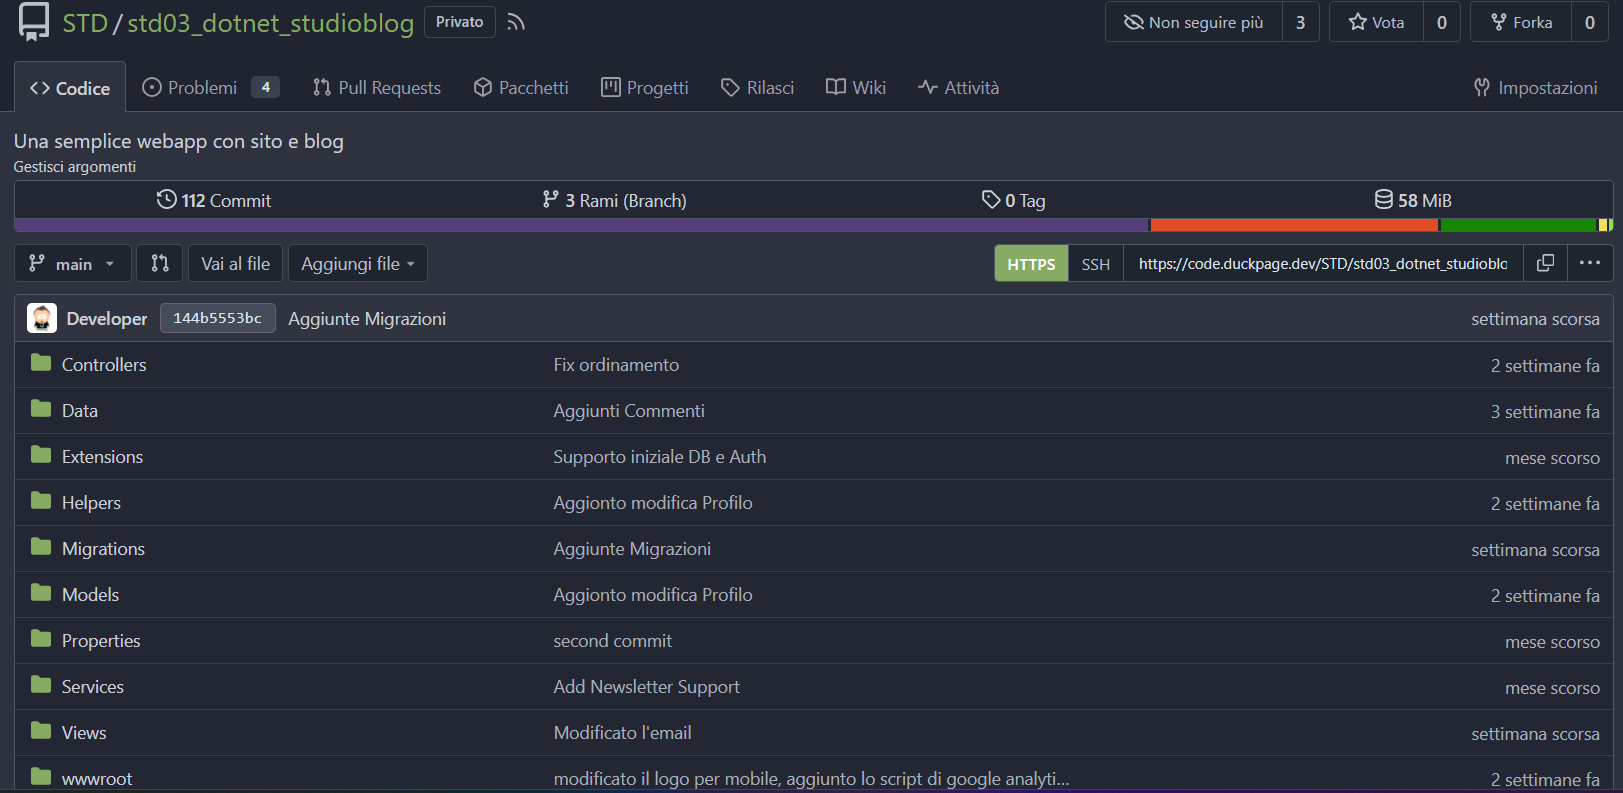 STD / std03_dotnet_studioblog Privato Non seguire più 3 Vota 0 Forka 0
Codice Problemi 4 Pull Requests Pacchetti Progetti Rilasci Wiki Attività Impostazioni
Una semplice webapp con sito e blog
Gestisci argomenti
112 Commit 3 Rami (Branch) 0 Tag 58 MiB
main Vai al file Aggiungi file HTTPS SSH https://code.duckpage.dev/STD/std03_dotnet_studioblo
Developer 144b5553bc Aggiunte Migrazioni settimana scorsa
Controllers Fix ordinamento 2 settimane fa
Data Aggiunti Commenti 3 settimane fa
Extensions Supporto iniziale DB e Auth mese scorso
Helpers Aggionto modifica Profilo 2 settimane fa
Migrations Aggiunte Migrazioni settimana scorsa
Models Aggionto modifica Profilo 2 settimane fa
Properties second commit mese scorso
Services Add Newsletter Support mese scorso
Views Modificato l'email settimana scorsa
wwwroot modificato il logo per mobile, aggiunto lo script di google analyti... 2 settimane fa